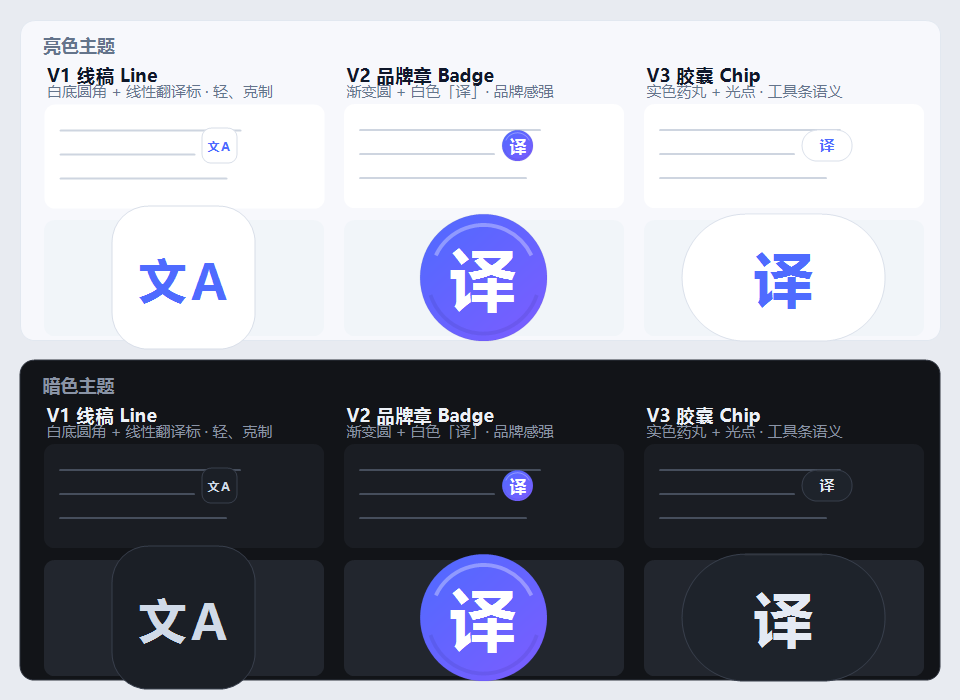 亮色主题
V1 线稿 Line
白底圆角 + 线性翻译标 · 轻、克制
文A
文A
V2 品牌章 Badge
渐变圆 + 白色「译」· 品牌感强
译
译
V3 胶囊 Chip
实色药丸 + 光点 · 工具条语义
译
译
暗色主题
V1 线稿 Line
白底圆角 + 线性翻译标 · 轻、克制
文A
文A
V2 品牌章 Badge
渐变圆 + 白色「译」· 品牌感强
译
译
V3 胶囊 Chip
实色药丸 + 光点 · 工具条语义
译
译